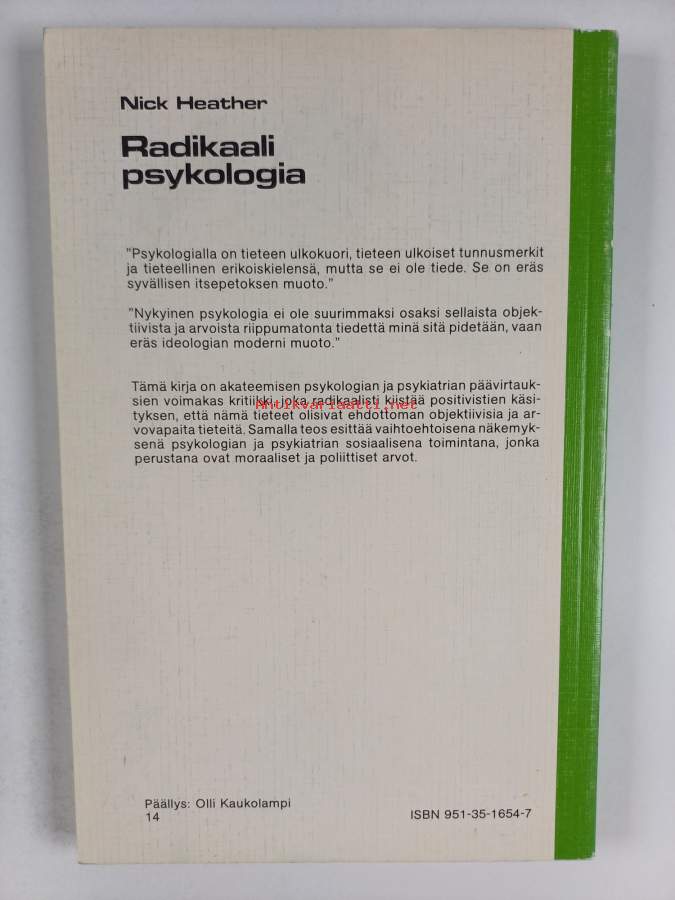 Nick Heather
Radikaali
psykologia
"Psykologialla on tieteen ulkokuori, tieteen ulkoiset tunnusmerkit
ja tieteellinen erikoiskielensä, mutta se ei ole tiede. Se on eräs
syvällisen itsepetoksen muoto."
"Nykyinen psykologia ei ole suurimmaksi osaksi sellaista objek-
tiivista ja arvoista riippumatonta tiedettä minä sitä pidetään, vaan
eräs ideologian moderni muoto."
Tämä kirja on akateemisen psykologian ja psykiatrian päävirtauk-
sien voimakas kritiikki, joka radikaalisti kiistää positivistien käsi-
Antikvariaatti.net
tyksen, että nämä tieteet olisivat ehdottoman objektiivisia ja ar-
vovapaita tieteitä. Samalla teos esittää vaihtoehtoisena näkemyk-
senä psykologian ja psykiatrian sosiaalisena toimintana, jonka
perustana ovat moraaliset ja poliittiset arvot.
Päällys: Olli Kaukolampi
14
ISBN 951-35-1654-7